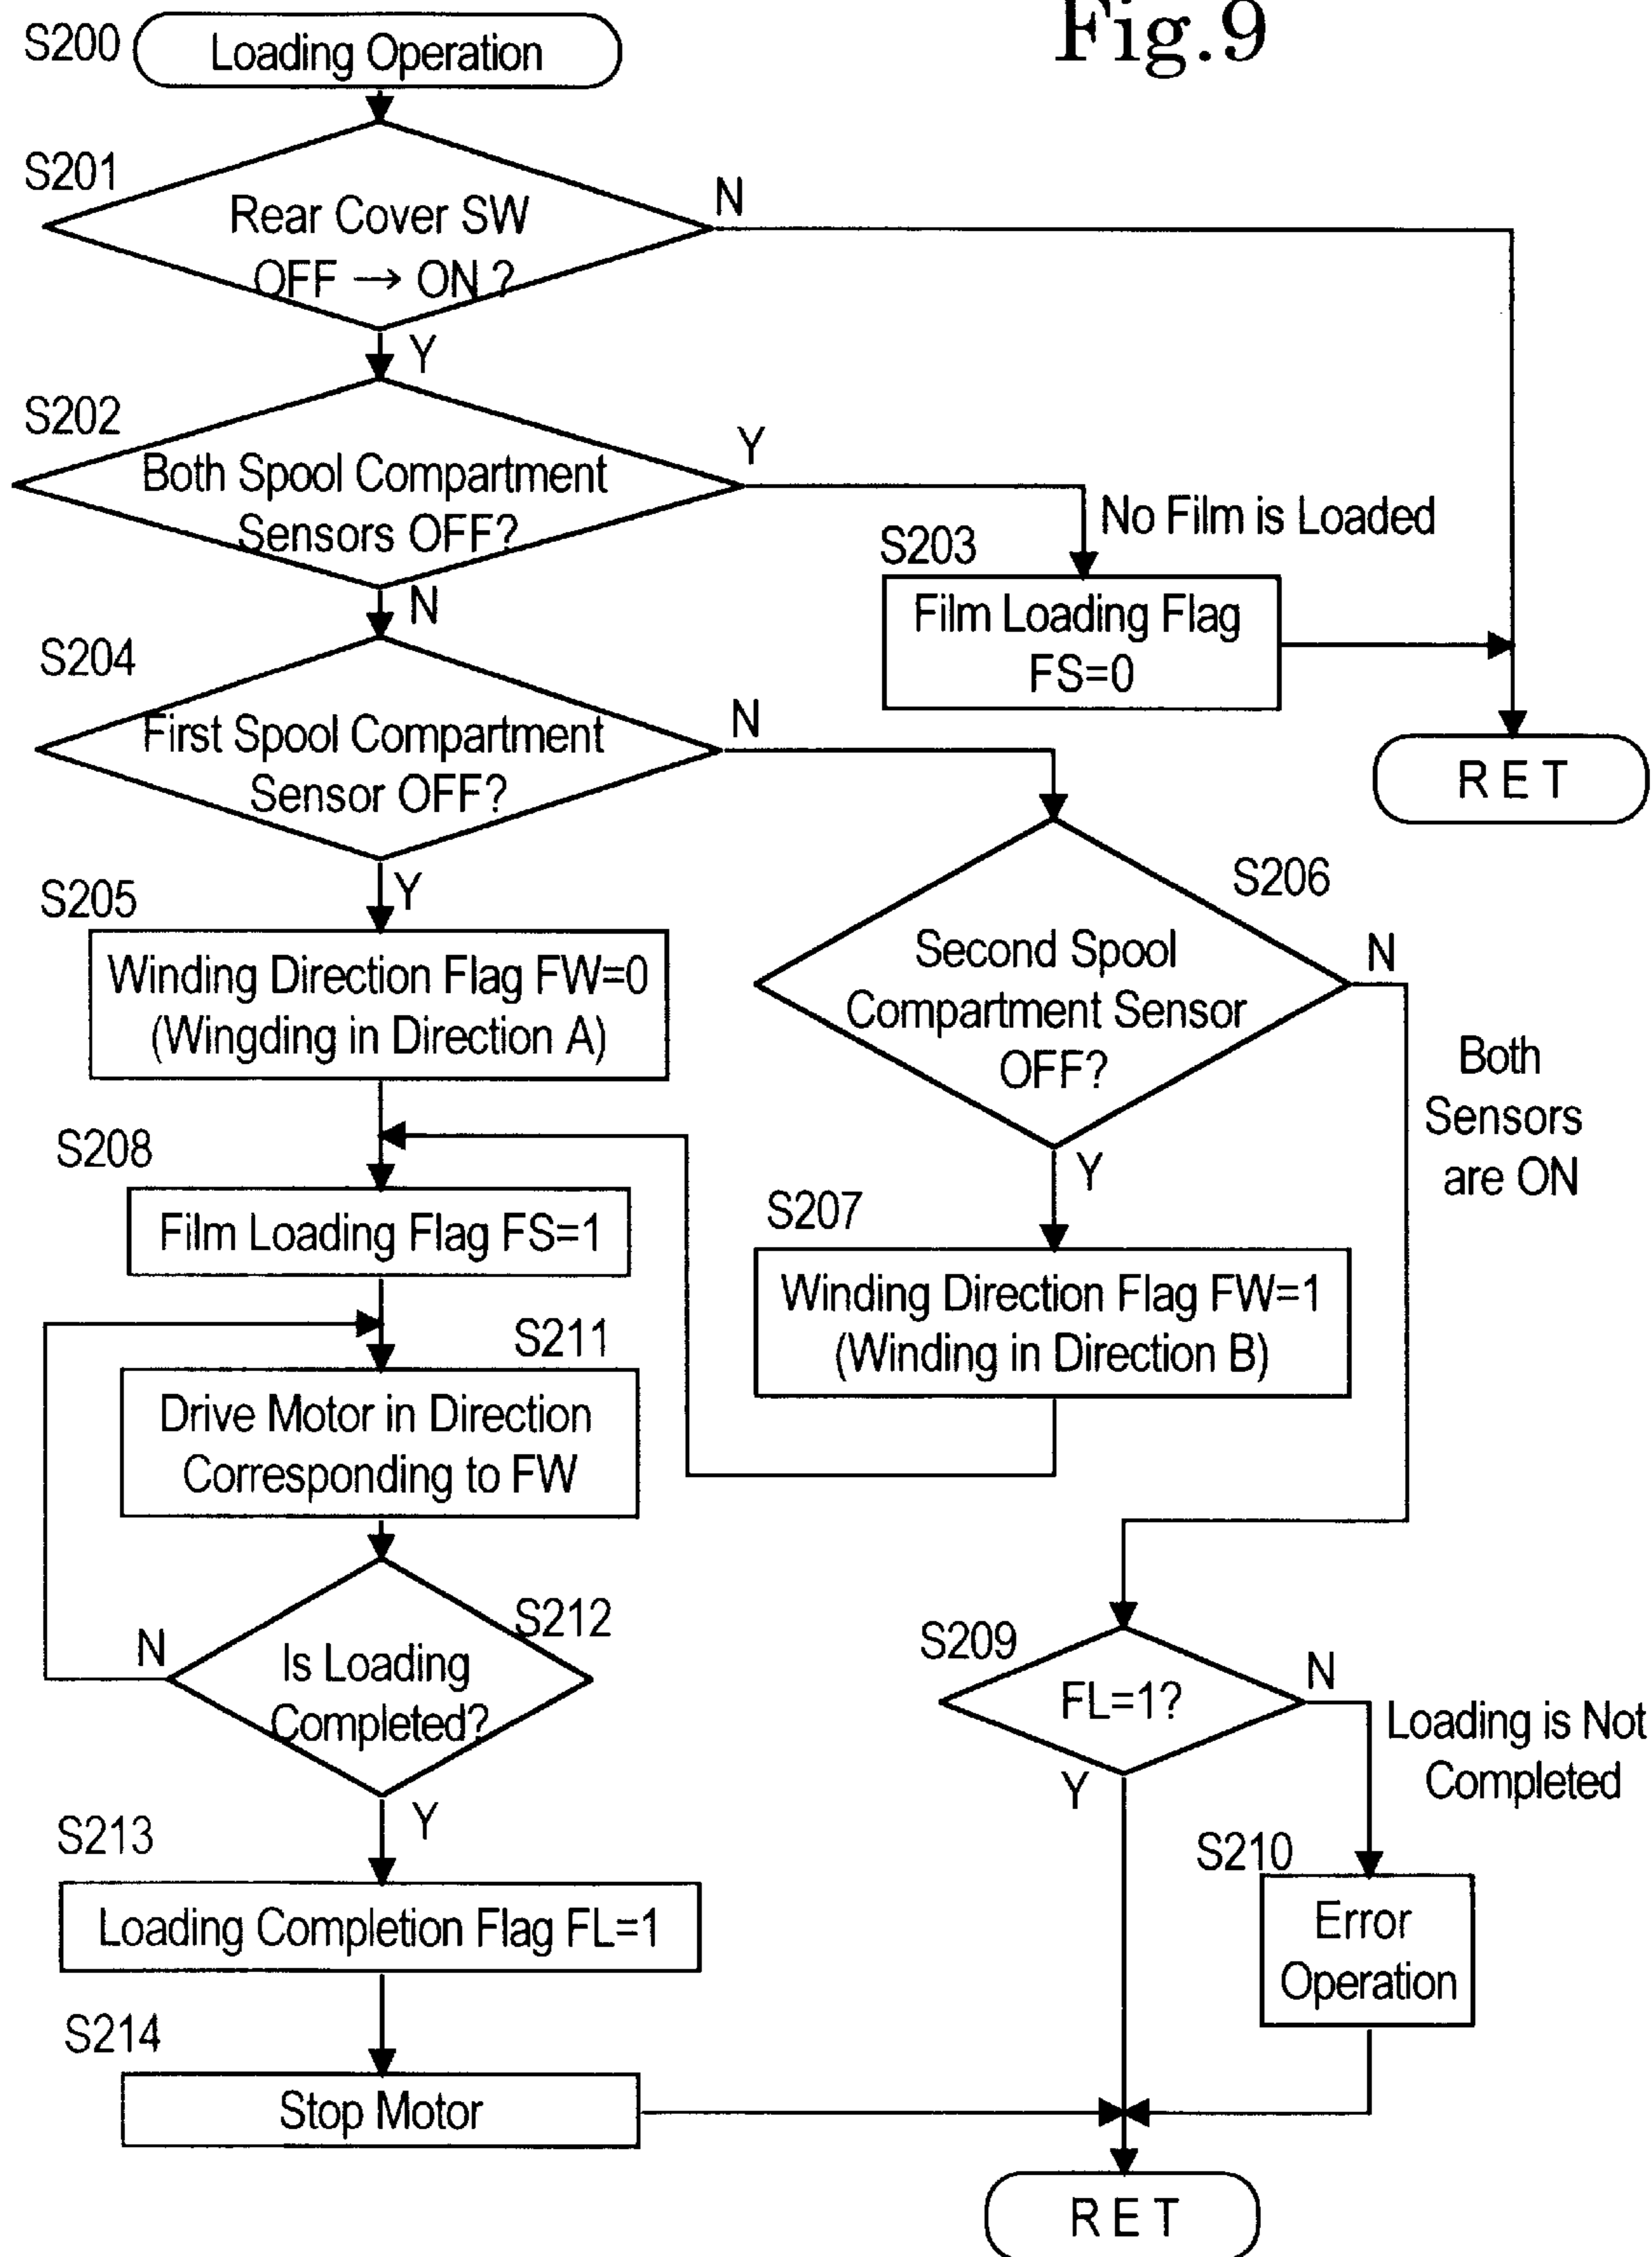 Fig.9
S200
Loading Operation
S201
Rear Cover SW
OFF → ON ?
N
Y
S202
Both Spool Compartment
Sensors OFF?
Y
N
No Film is Loaded
S203
Film Loading Flag
FS=0
RET
S204
First Spool Compartment
Sensor OFF?
N
Y
S205
Winding Direction Flag FW=0
(Wingding in Direction A)
S206
Second Spool
Compartment Sensor
OFF?
N
Both
Sensors
are ON
Y
S207
Winding Direction Flag FW=1
(Winding in Direction B)
S208
Film Loading Flag FS=1
S211
Drive Motor in Direction
Corresponding to FW
S212
Is Loading
Completed?
N
Y
S209
FL=1?
N
Loading is Not
Completed
Y
S210
Error
Operation
S213
Loading Completion Flag FL=1
S214
Stop Motor
RET